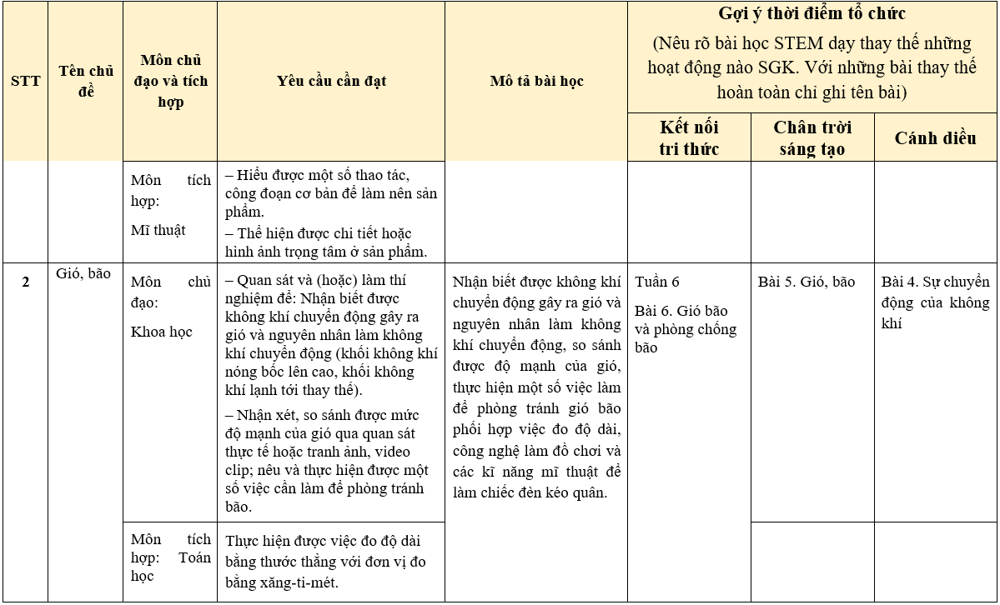 STT
Tên chủ
đề
Môn chủ
đạo và tích
hợp
Yêu cầu cần đạt
Mô tả bài học
Gợi ý thời điểm tổ chức
(Nêu rõ bài học STEM dạy thay thế những
hoạt động nào SGK. Với những bài thay thế
hoàn toàn chỉ ghi tên bài)
Kết nối
tri thức
Chân trời
sáng tạo
Cánh diều
Môn tích
hợp:
Mĩ thuật
– Hiểu được một số thao tác,
công đoạn cơ bản để làm nên sản
phẩm.
– Thể hiện được chi tiết hoặc
hình ảnh trọng tâm ở sản phẩm.
2
Gió, bão
Môn chủ
đạo:
Khoa học
– Quan sát và (hoặc) làm thí
nghiệm để: Nhận biết được
không khí chuyển động gây ra
gió và nguyên nhân làm không
khí chuyển động (khối không khí
nóng bốc lên cao, khối không
khí lạnh tới thay thế).
– Nhận xét, so sánh được mức
độ mạnh của gió qua quan sát
thực tế hoặc tranh ảnh, video
clip; nêu và thực hiện được một
số việc cần làm để phòng tránh
bão.
Nhận biết được không khí
chuyển động gây ra gió và
nguyên nhân làm không
khí chuyển động, so sánh
được độ mạnh của gió,
thực hiện một số việc làm
để phòng tránh gió bão
phối hợp việc đo độ dài,
công nghệ làm đồ chơi và
các kĩ năng mĩ thuật để
làm chiếc đèn kéo quân.
Tuần 6
Bài 6. Gió bão
và phòng chống
bão
Bài 5. Gió, bão
Bài 4. Sự chuyển
động của không
khí
Môn tích
hợp: Toán
học
Thực hiện được việc đo độ dài
bằng thước thẳng với đơn vị đo
bằng xăng-ti-mét.